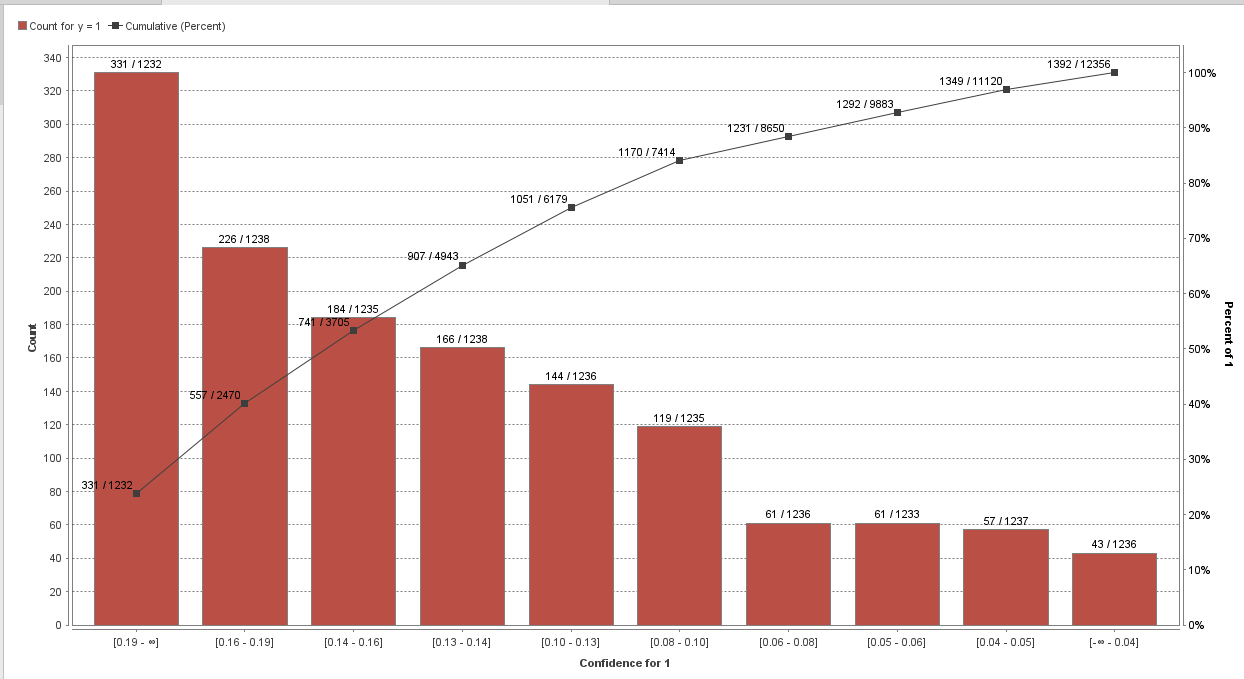 Count for y = 1 Cumulative (Percent)
340
320
300
280
260
240
220
200
180
160
140
120
100
80
60
40
20
0
Count
331 / 1232
226 / 1238
184 / 1235
166 / 1238
144 / 1236
119 / 1235
61 / 1236
61 / 1233
57 / 1237
43 / 1236
331 / 1232
557 / 2470
741 / 3705
907 / 4943
1051 / 6179
1170 / 7414
1231 / 8650
1292 / 9883
1349 / 11120
1392 / 12356
100%
90%
80%
70%
60%
50%
40%
30%
20%
10%
0%
Percent of 1
[0.19 - ∞] [0.16 - 0.19] [0.14 - 0.16] [0.13 - 0.14] [0.10 - 0.13] [0.08 - 0.10] [0.06 - 0.08] [0.05 - 0.06] [0.04 - 0.05] [-∞ - 0.04]
Confidence for 1